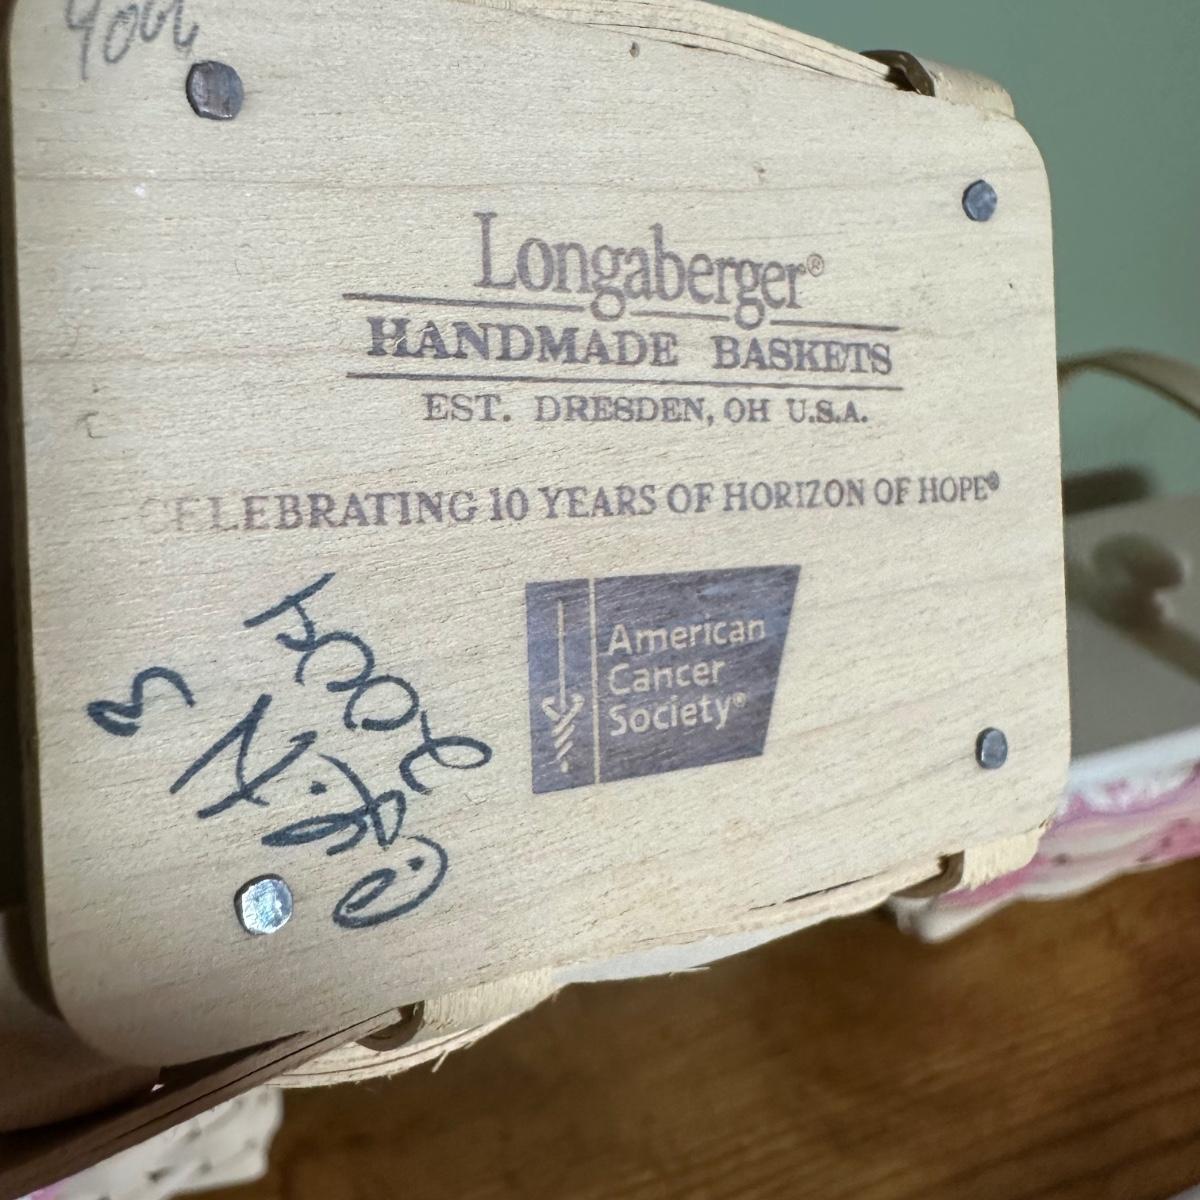 Longaberger®
HANDMADE BASKETS
EST. DRESDEN, OH U.S.A.
CELEBRATING 10 YEARS OF HORIZON OF HOPE®
American
Cancer
Society®